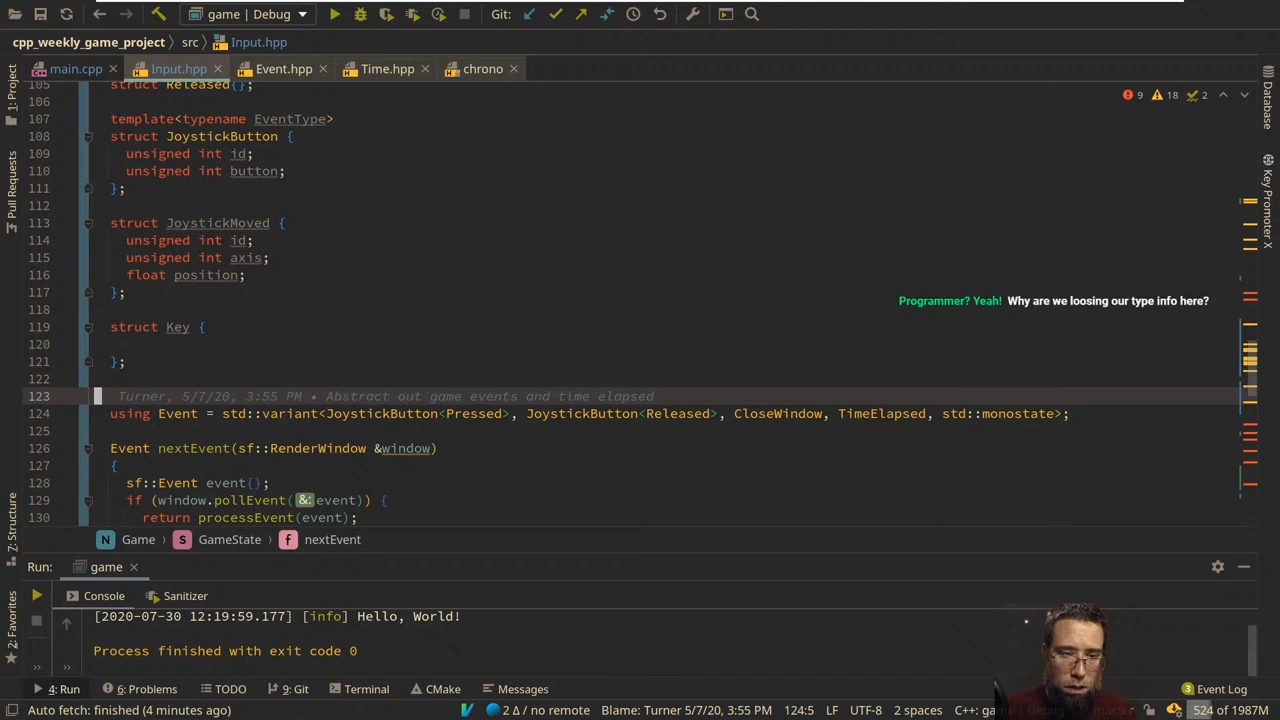 game | Debug
Git:
cpp_weekly_game_project › src › Input.hpp
main.cpp
Input.hpp
Event.hpp
Time.hpp
chrono
1: Project
Pull Requests
7: Structure
2: Favorites
Database
Key Promoter X
9 18 2
105 struct Released{};
106
107 template<typename EventType>
108 struct JoystickButton {
109 unsigned int id;
110 unsigned int button;
111 };
112
113 struct JoystickMoved {
114 unsigned int id;
115 unsigned int axis;
116 float position;
117 };
118
Programmer? Yeah! Why are we loosing our type info here?
119 struct Key {
120
121 };
122
123 Turner, 5/7/20, 3:55 PM • Abstract out game events and time elapsed
124 using Event = std::variant<JoystickButton<Pressed>, JoystickButton<Released>, CloseWindow, TimeElapsed, std::monostate>;
125
126 Event nextEvent(sf::RenderWindow &window)
127 {
128 sf::Event event{};
129 if (window.pollEvent(&:event)) {
130 return processEvent(event);
N Game › S GameState › f nextEvent
Run: game
Console Sanitizer
[2020-07-30 12:19:59.177] [info] Hello, World!
Process finished with exit code 0
4: Run 6: Problems TODO 9: Git Terminal CMake Messages 3 Event Log
Auto fetch: finished (4 minutes ago) 2 Δ / no remote Blame: Turner 5/7/20, 3:55 PM 124:5 LF UTF-8 2 spaces C++: game | Debug master 524 of 1987M